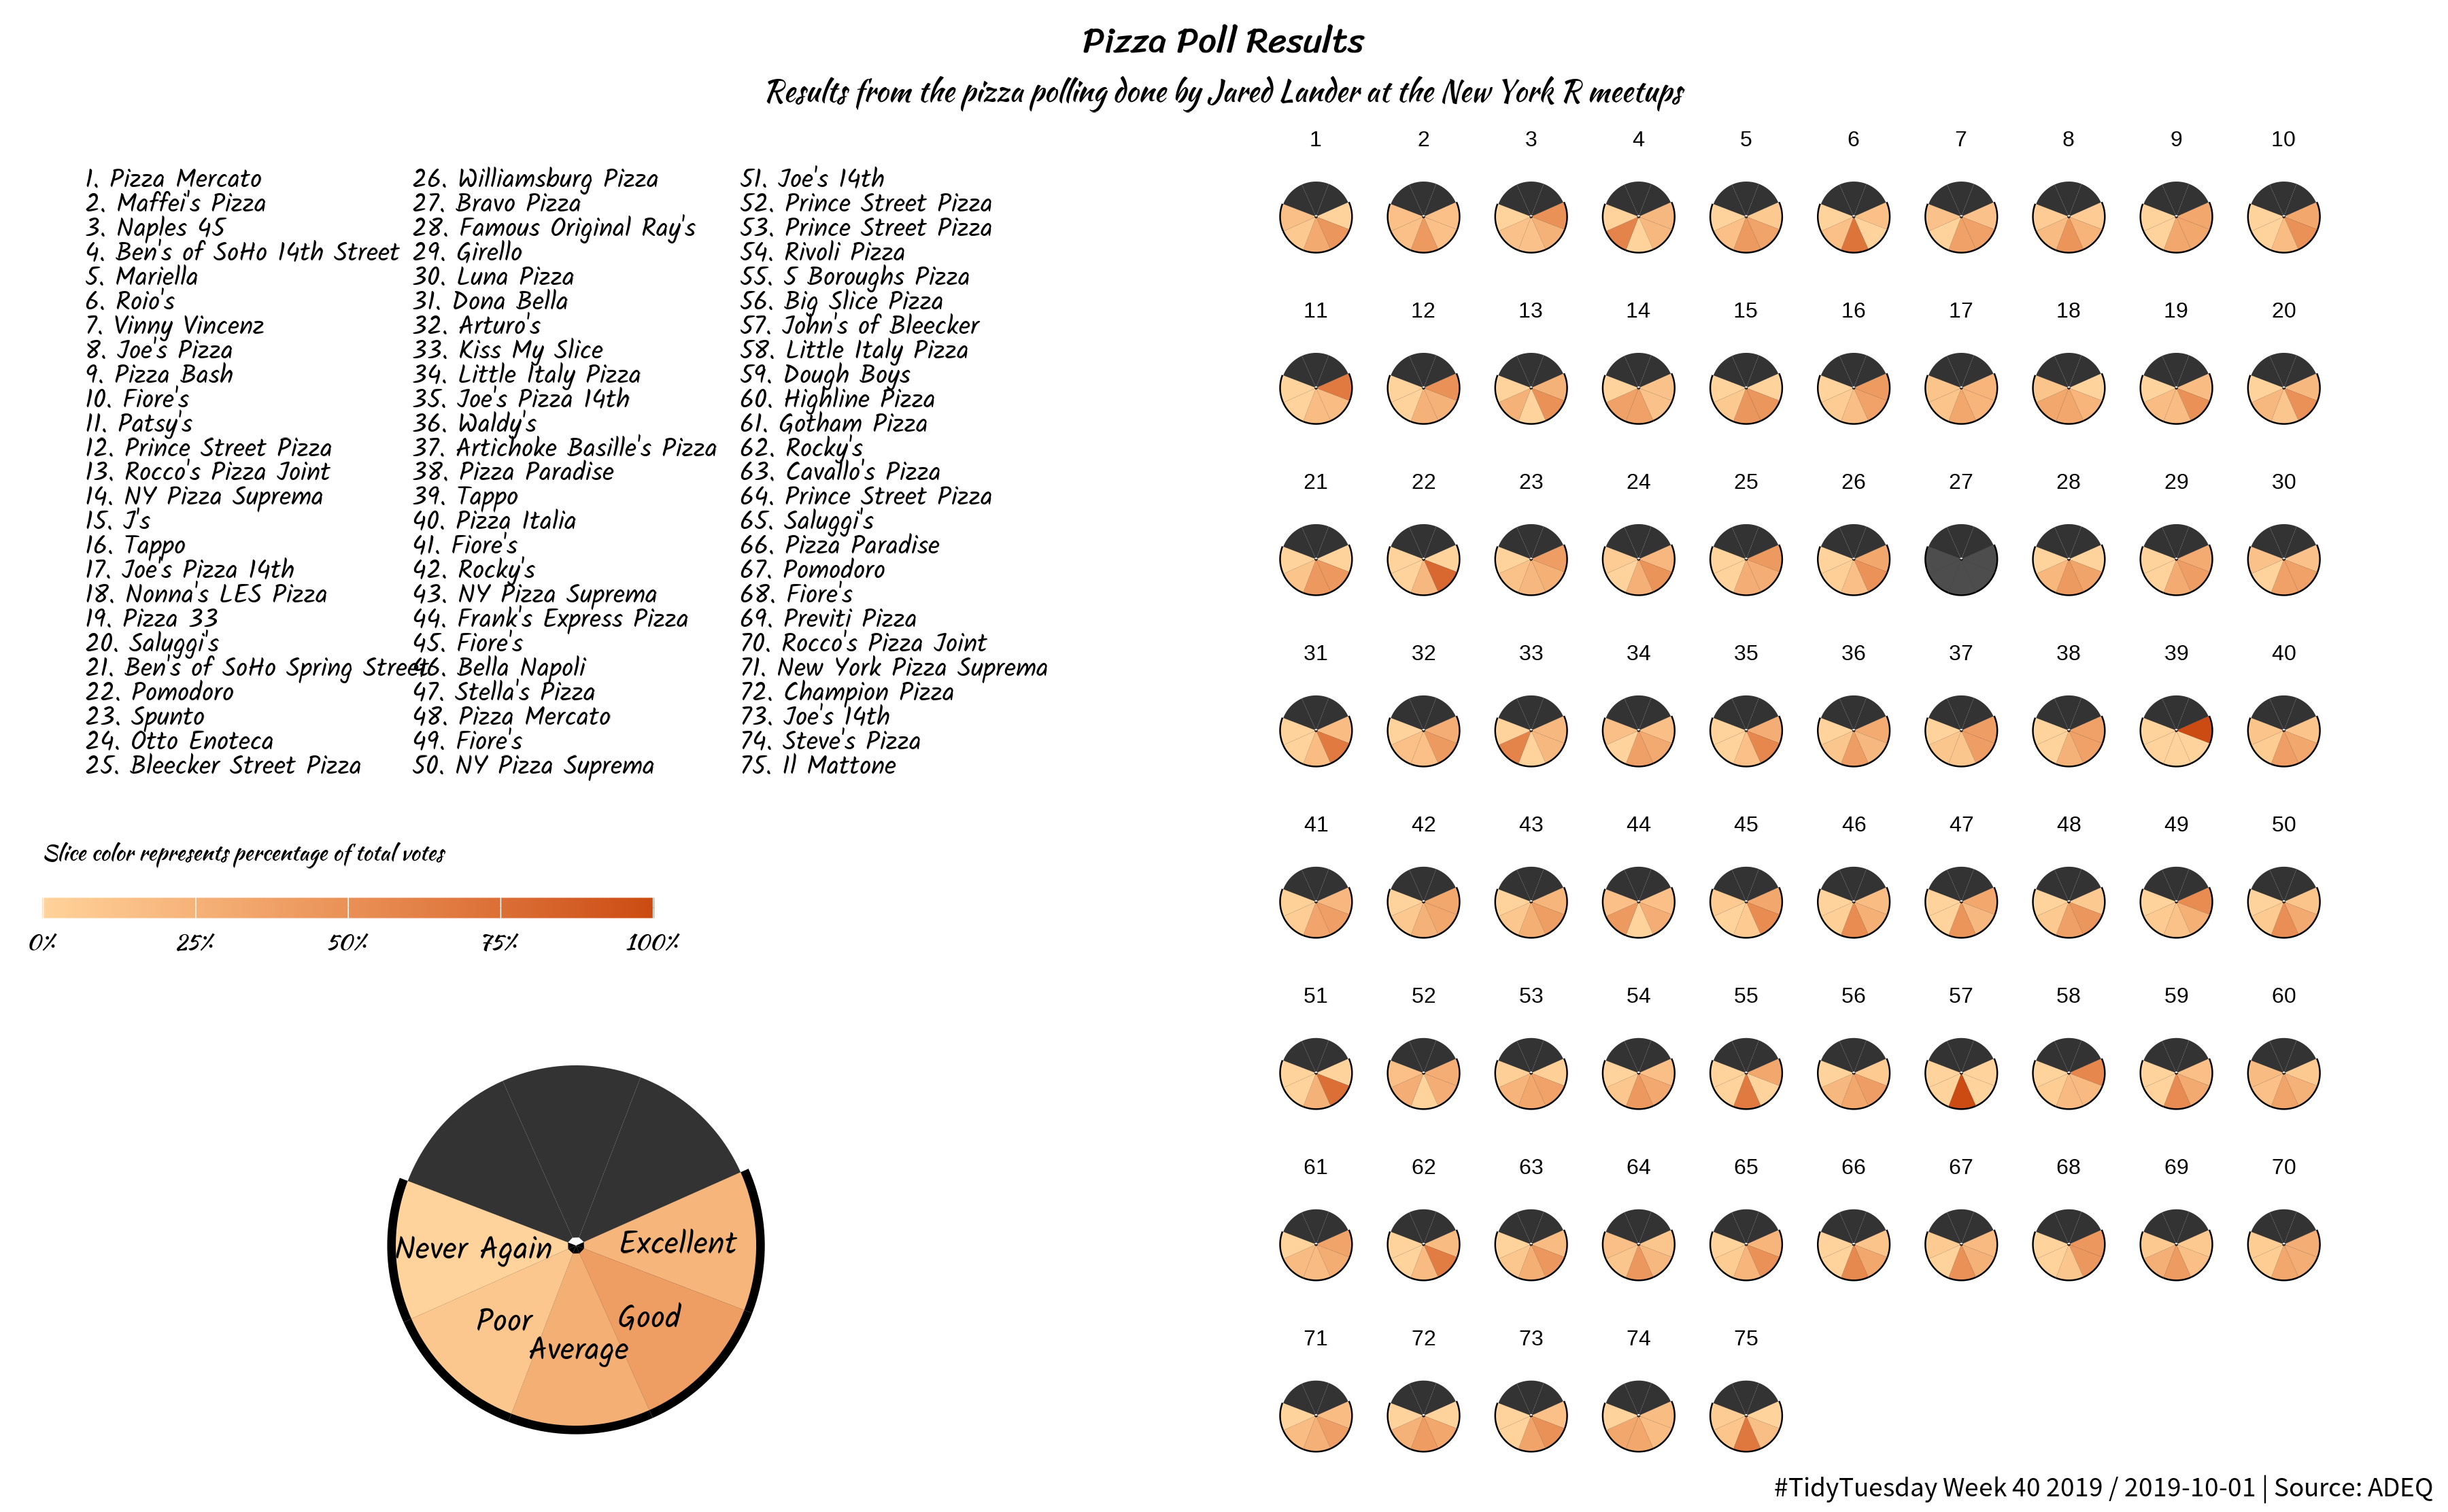 Pizza Poll Results
Results from the pizza polling done by Jared Lander at the New York R meetups
1. Pizza Mercato
2. Maffei's Pizza
3. Naples 45
4. Ben's of SoHo 14th Street
5. Mariella
6. Roio's
7. Vinny Vincenz
8. Joe's Pizza
9. Pizza Bash
10. Fiore's
11. Patsy's
12. Prince Street Pizza
13. Rocco's Pizza Joint
14. NY Pizza Suprema
15. J's
16. Tappo
17. Joe's Pizza 14th
18. Nonna's LES Pizza
19. Pizza 33
20. Saluggi's
21. Ben's of SoHo Spring Street
22. Pomodoro
23. Spunto
24. Otto Enoteca
25. Bleecker Street Pizza
26. Williamsburg Pizza
27. Bravo Pizza
28. Famous Original Ray's
29. Girello
30. Luna Pizza
31. Dona Bella
32. Arturo's
33. Kiss My Slice
34. Little Italy Pizza
35. Joe's Pizza 14th
36. Waldy's
37. Artichoke Basille's Pizza
38. Pizza Paradise
39. Tappo
40. Pizza Italia
41. Fiore's
42. Rocky's
43. NY Pizza Suprema
44. Frank's Express Pizza
45. Fiore's
46. Bella Napoli
47. Stella's Pizza
48. Pizza Mercato
49. Fiore's
50. NY Pizza Suprema
51. Joe's 14th
52. Prince Street Pizza
53. Prince Street Pizza
54. Rivoli Pizza
55. 5 Boroughs Pizza
56. Big Slice Pizza
57. John's of Bleecker
58. Little Italy Pizza
59. Dough Boys
60. Highline Pizza
61. Gotham Pizza
62. Rocky's
63. Cavallo's Pizza
64. Prince Street Pizza
65. Saluggi's
66. Pizza Paradise
67. Pomodoro
68. Fiore's
69. Previti Pizza
70. Rocco's Pizza Joint
71. New York Pizza Suprema
72. Champion Pizza
73. Joe's 14th
74. Steve's Pizza
75. Il Mattone
Slice color represents percentage of total votes
0% 25% 50% 75% 100%
Never Again
Excellent
Poor
Good
Average
1 2 3 4 5 6 7 8 9 10
11 12 13 14 15 16 17 18 19 20
21 22 23 24 25 26 27 28 29 30
31 32 33 34 35 36 37 38 39 40
41 42 43 44 45 46 47 48 49 50
51 52 53 54 55 56 57 58 59 60
61 62 63 64 65 66 67 68 69 70
71 72 73 74 75
#TidyTuesday Week 40 2019 / 2019-10-01 | Source: ADEQ